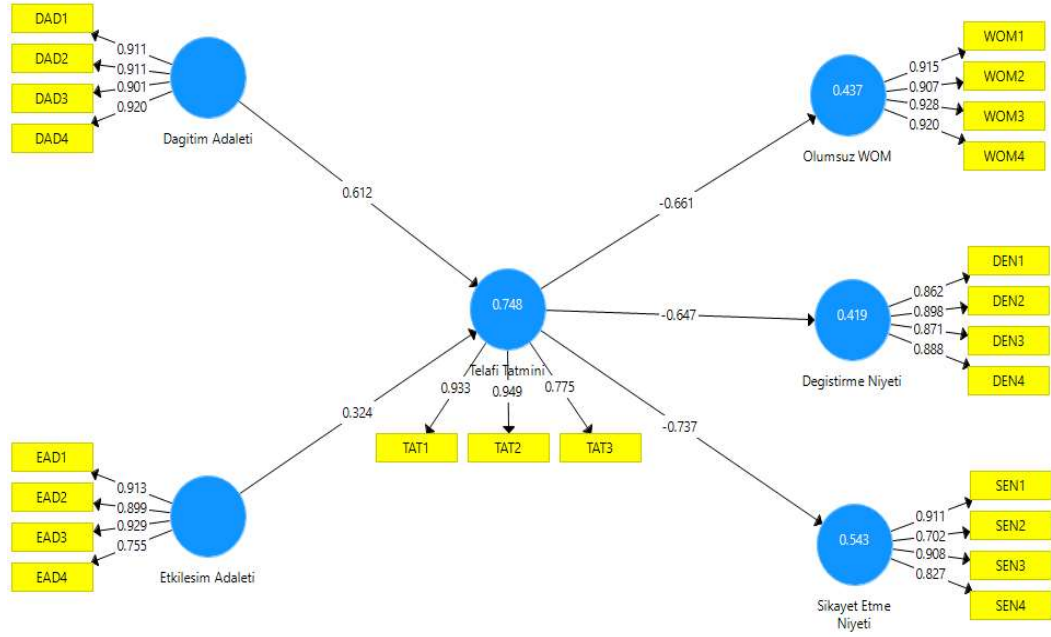 DAD1
DAD2
DAD3
DAD4
0.911
0.911
0.901
0.920
Dagitim Adaleti
0.612
EAD1
EAD2
EAD3
EAD4
0.913
0.899
0.929
0.755
Etkilesim Adaleti
0.324
0.748
Telafi Tatmini
0.933
0.949
0.775
TAT1
TAT2
TAT3
-0.661
-0.647
-0.737
0.437
Olumsuz WOM
0.915
0.907
0.928
0.920
WOM1
WOM2
WOM3
WOM4
0.419
Degistirme Niyeti
0.862
0.898
0.871
0.888
DEN1
DEN2
DEN3
DEN4
0.543
Sikayet Etme
Niyeti
0.911
0.702
0.908
0.827
SEN1
SEN2
SEN3
SEN4